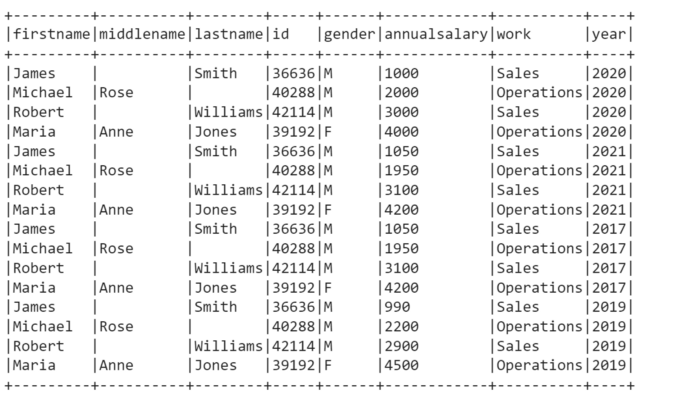 +---------+----------+--------+-----+------+------------+----------+----+
|firstname|middlename|lastname|id   |gender|annualsalary|work      |year|
+---------+----------+--------+-----+------+------------+----------+----+
|James    |          |Smith   |36636|M     |1000        |Sales     |2020|
|Michael  |Rose      |        |40288|M     |2000        |Operations|2020|
|Robert   |          |Williams|42114|M     |3000        |Sales     |2020|
|Maria    |Anne      |Jones   |39192|F     |4000        |Operations|2020|
|James    |          |Smith   |36636|M     |1050        |Sales     |2021|
|Michael  |Rose      |        |40288|M     |1950        |Operations|2021|
|Robert   |          |Williams|42114|M     |3100        |Sales     |2021|
|Maria    |Anne      |Jones   |39192|F     |4200        |Operations|2021|
|James    |          |Smith   |36636|M     |1050        |Sales     |2017|
|Michael  |Rose      |        |40288|M     |1950        |Operations|2017|
|Robert   |          |Williams|42114|M     |3100        |Sales     |2017|
|Maria    |Anne      |Jones   |39192|F     |4200        |Operations|2017|
|James    |          |Smith   |36636|M     |990         |Sales     |2019|
|Michael  |Rose      |        |40288|M     |2200        |Operations|2019|
|Robert   |          |Williams|42114|M     |2900        |Sales     |2019|
|Maria    |Anne      |Jones   |39192|F     |4500        |Operations|2019|
+---------+----------+--------+-----+------+------------+----------+----+